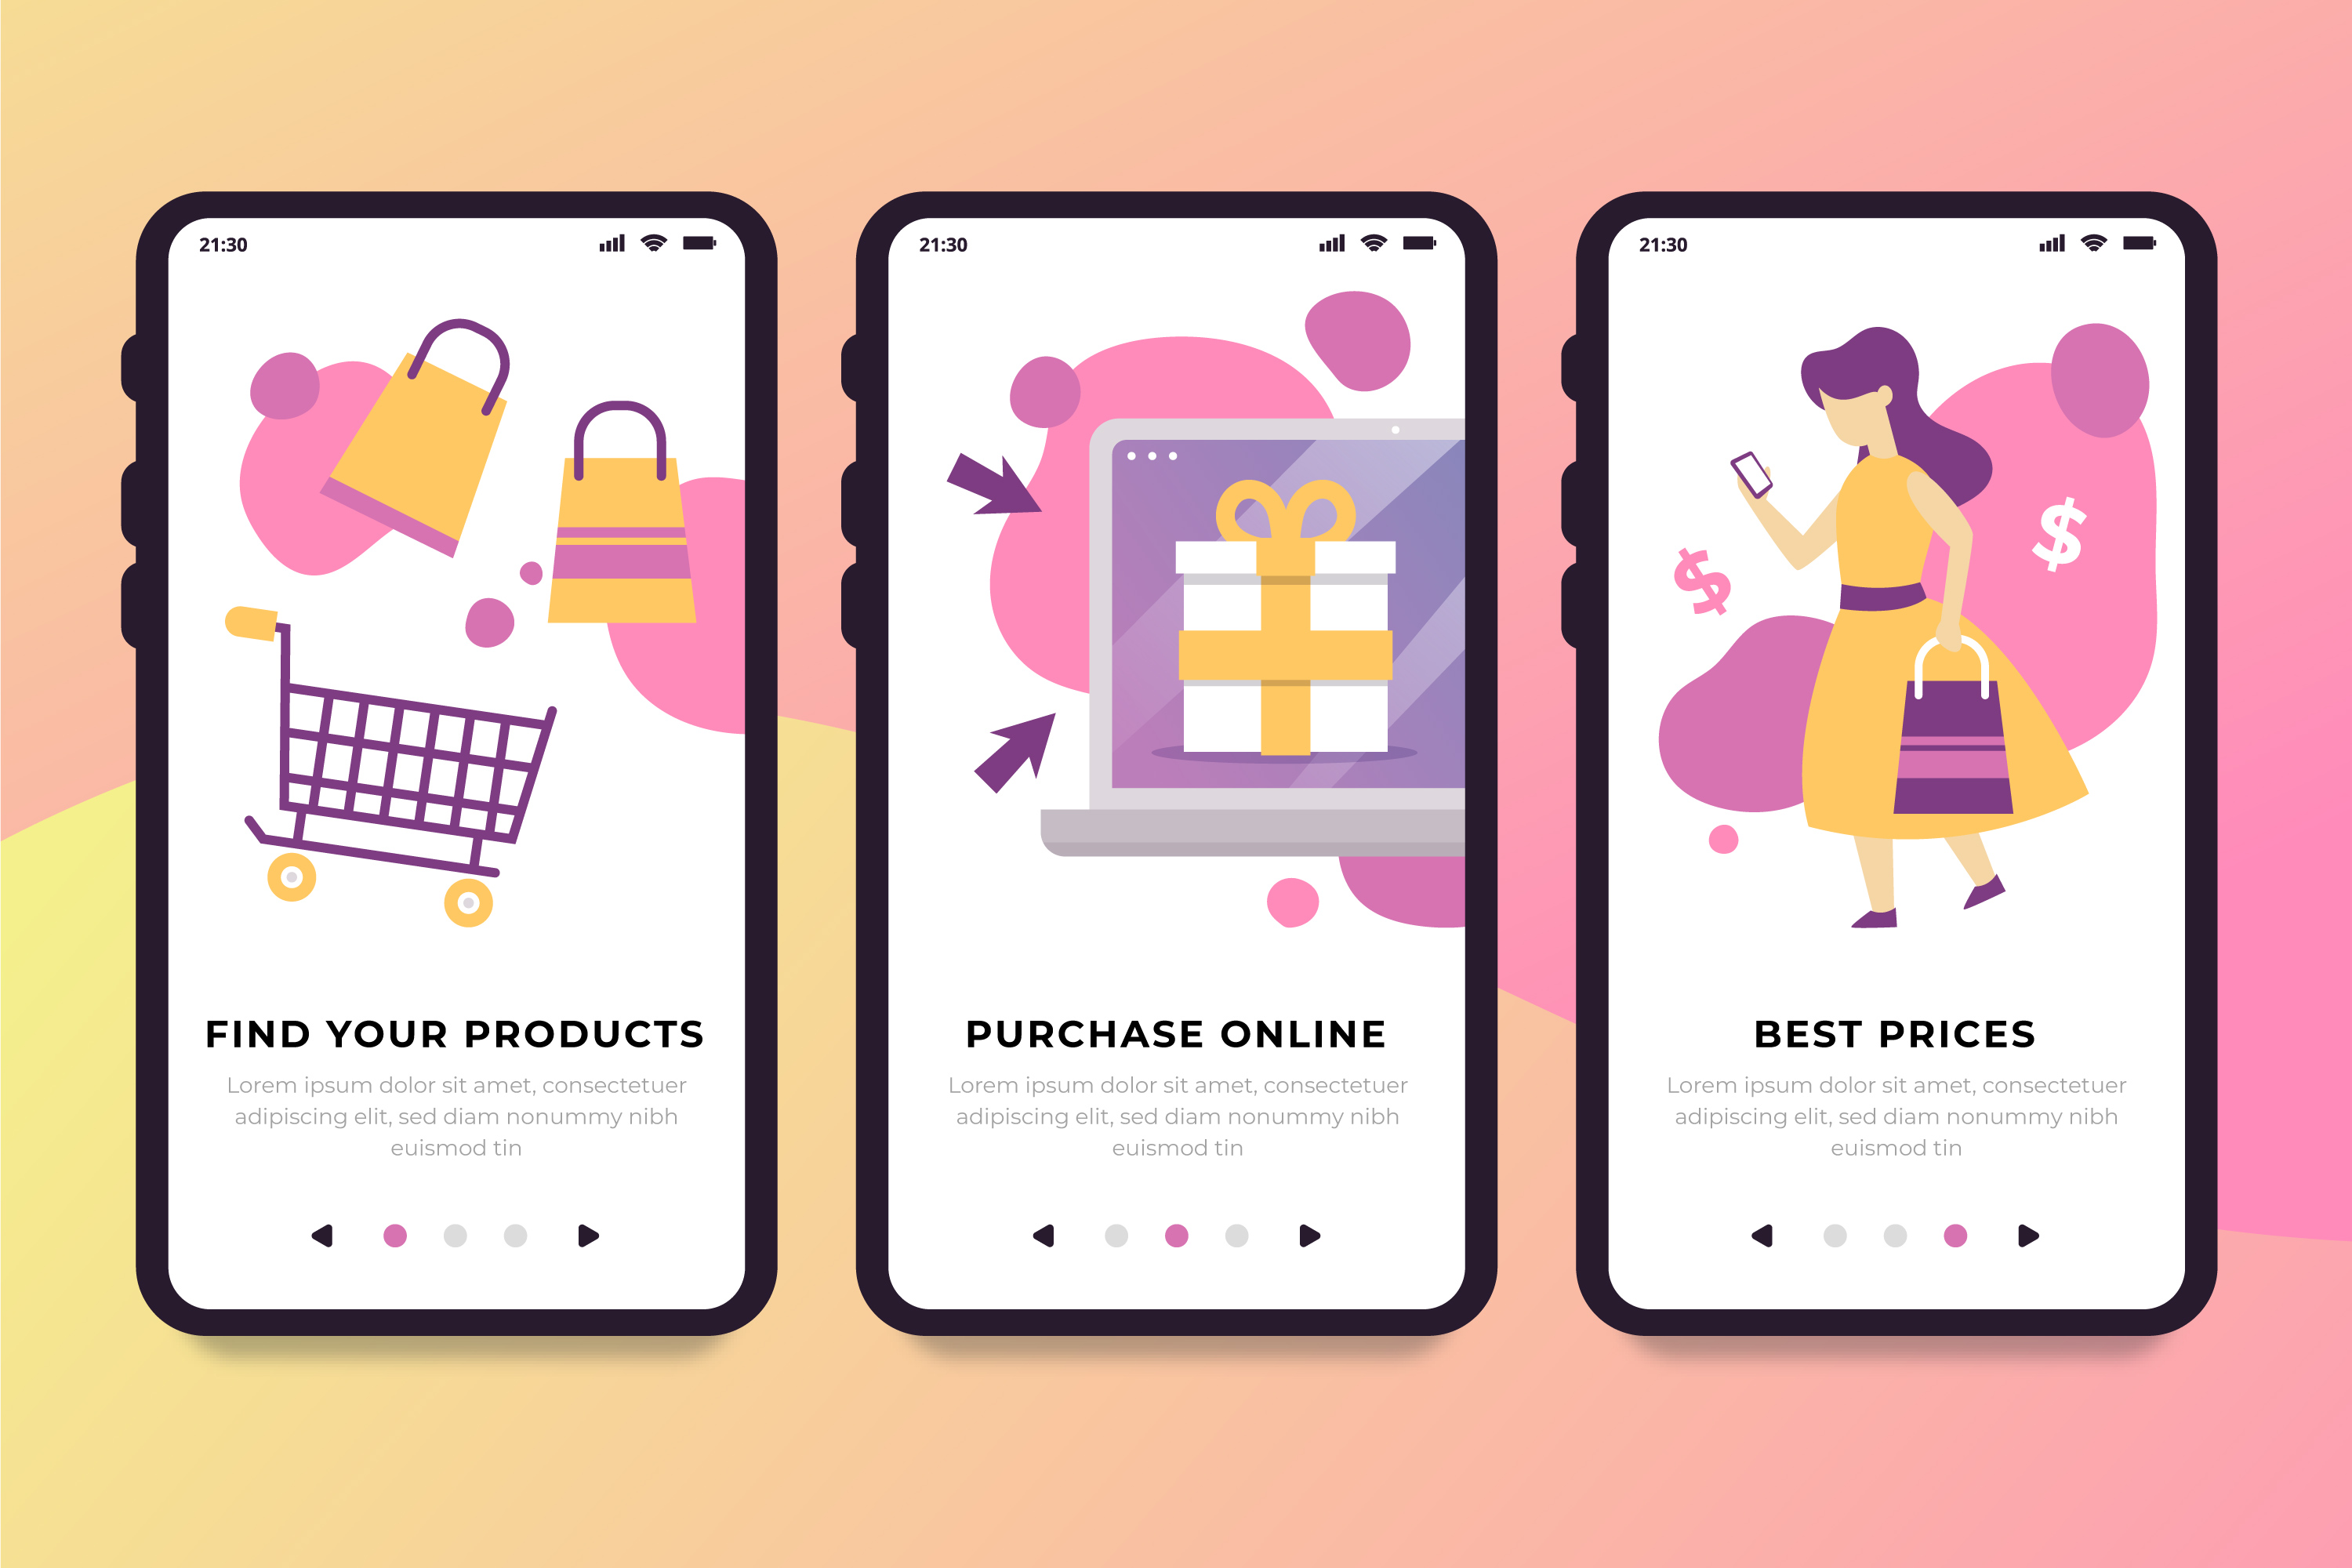 21:30
FIND YOUR PRODUCTS
Lorem ipsum dolor sit amet, consectetuer
adipiscing elit, sed diam nonummy nibh
euismod tin
21:30
PURCHASE ONLINE
Lorem ipsum dolor sit amet, consectetuer
adipiscing elit, sed diam nonummy nibh
euismod tin
21:30
$
$
BEST PRICES
Lorem ipsum dolor sit amet, consectetuer
adipiscing elit, sed diam nonummy nibh
euismod tin